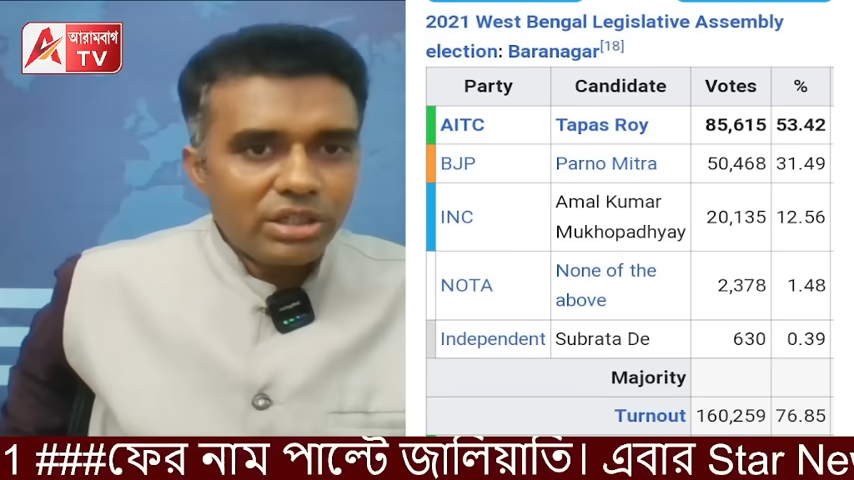 আরামবাগ
TV
2021 West Bengal Legislative Assembly
election: Baranagar[18]
Party Candidate Votes %
AITC Tapas Roy 85,615 53.42
BJP Parno Mitra 50,468 31.49
INC Amal Kumar Mukhopadhyay 20,135 12.56
NOTA None of the above 2,378 1.48
Independent Subrata De 630 0.39
Majority
Turnout 160,259 76.85
1 ###ফের নাম পাল্টে জালিয়াতি। এবার Star New